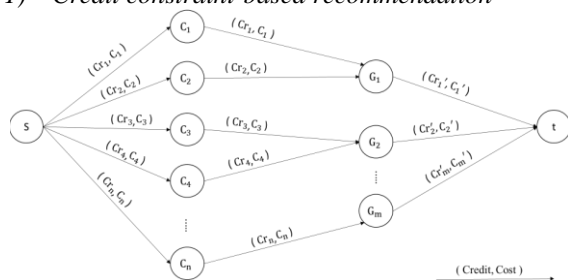 1) Credit constraint-based recommendation
( Cr₁, C₁ )
C₁
( Cr₁, C₁ )
( Cr₂, C₂ )
C₂
( Cr₂, C₂ )
G₁
( Cr₁′, C₁′ )
S
( Cr₃, C₃ )
C₃
( Cr₃, C₃ )
G₂
( Cr₂′, C₂′ )
t
( Cr₄, C₄ )
C₄
( Cr₄, C₄ )
( Cr′ₘ, Cₘ′ )
( Crₙ, Cₙ )
Gₘ
Cₙ
( Crₙ, Cₙ )
( Credit, Cost )